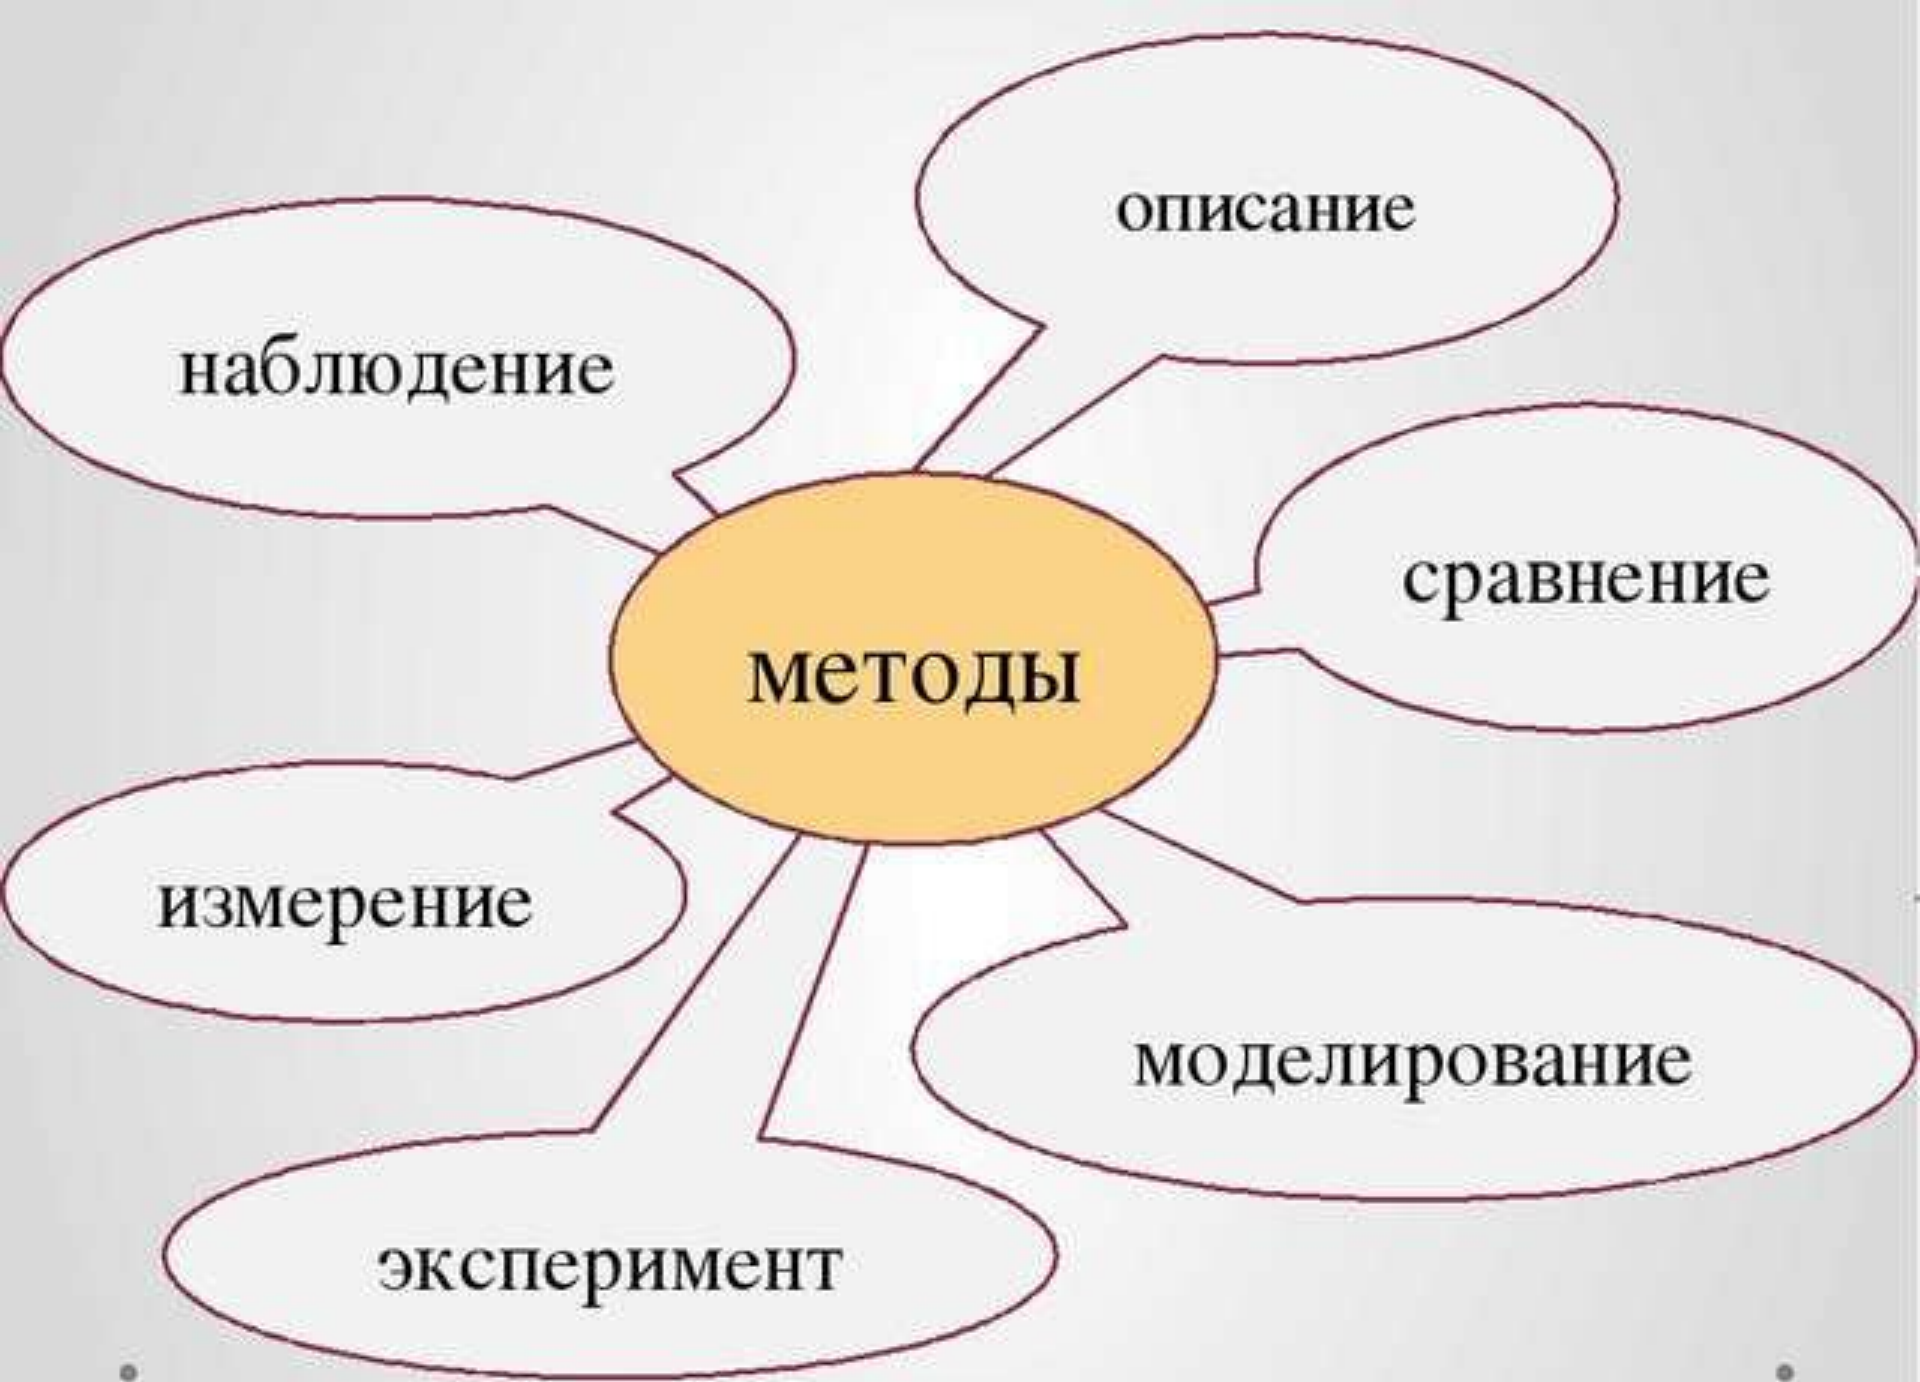 описание
наблюдение
сравнение
методы
измерение
моделирование
эксперимент